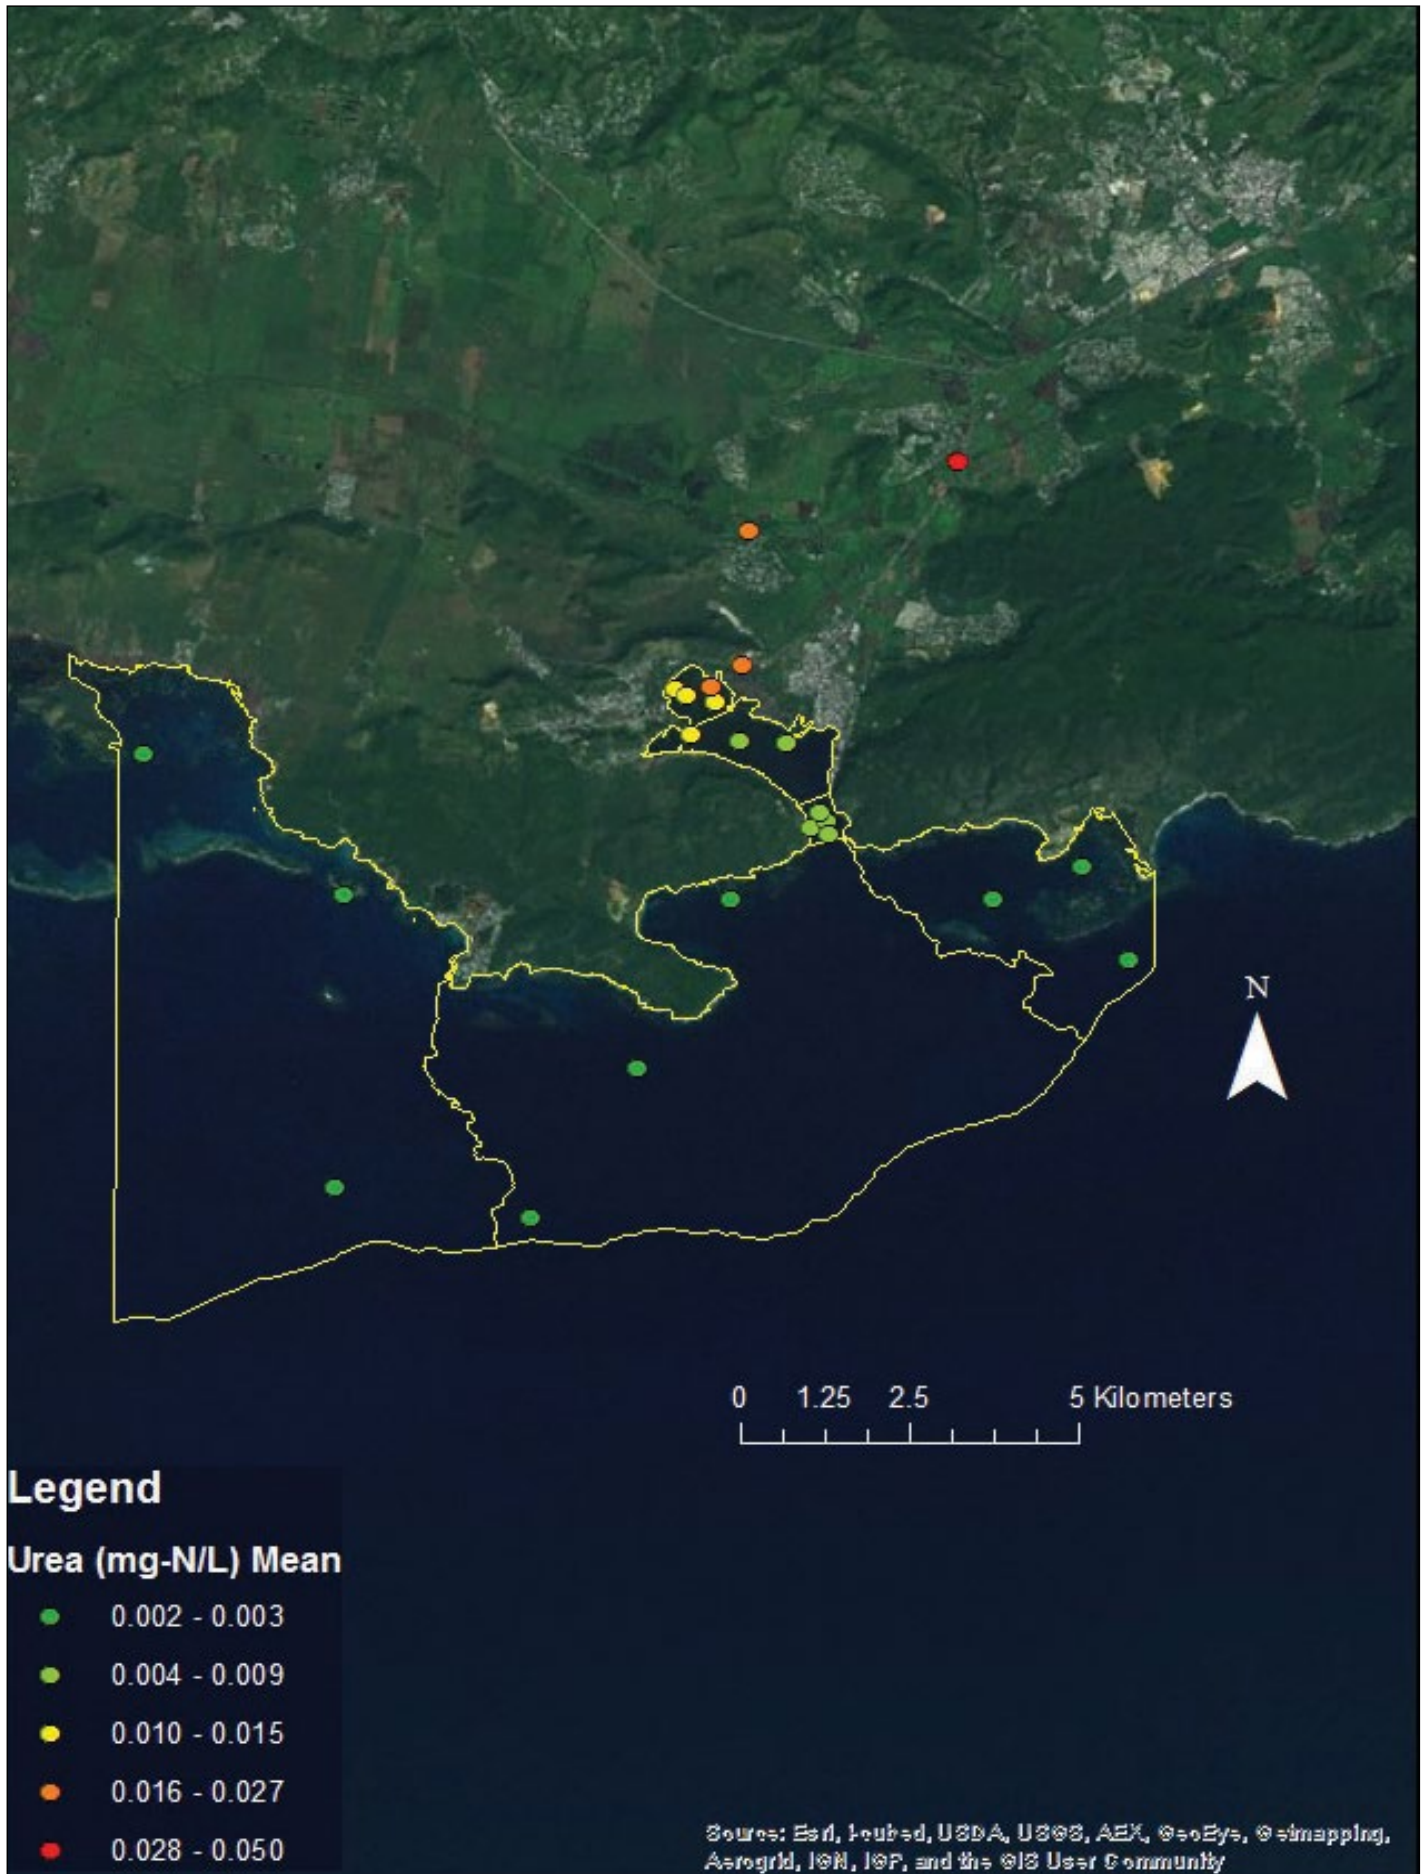 N
0 1.25 2.5 5 Kilometers
Legend
Urea (mg-N/L) Mean
0.002 - 0.003
0.004 - 0.009
0.010 - 0.015
0.016 - 0.027
0.028 - 0.050
Source: Esri, i-cubed, USDA, USGS, AEX, GeoEye, Getmapping,
Aerogrid, IGN, IGP, and the GIS User Community